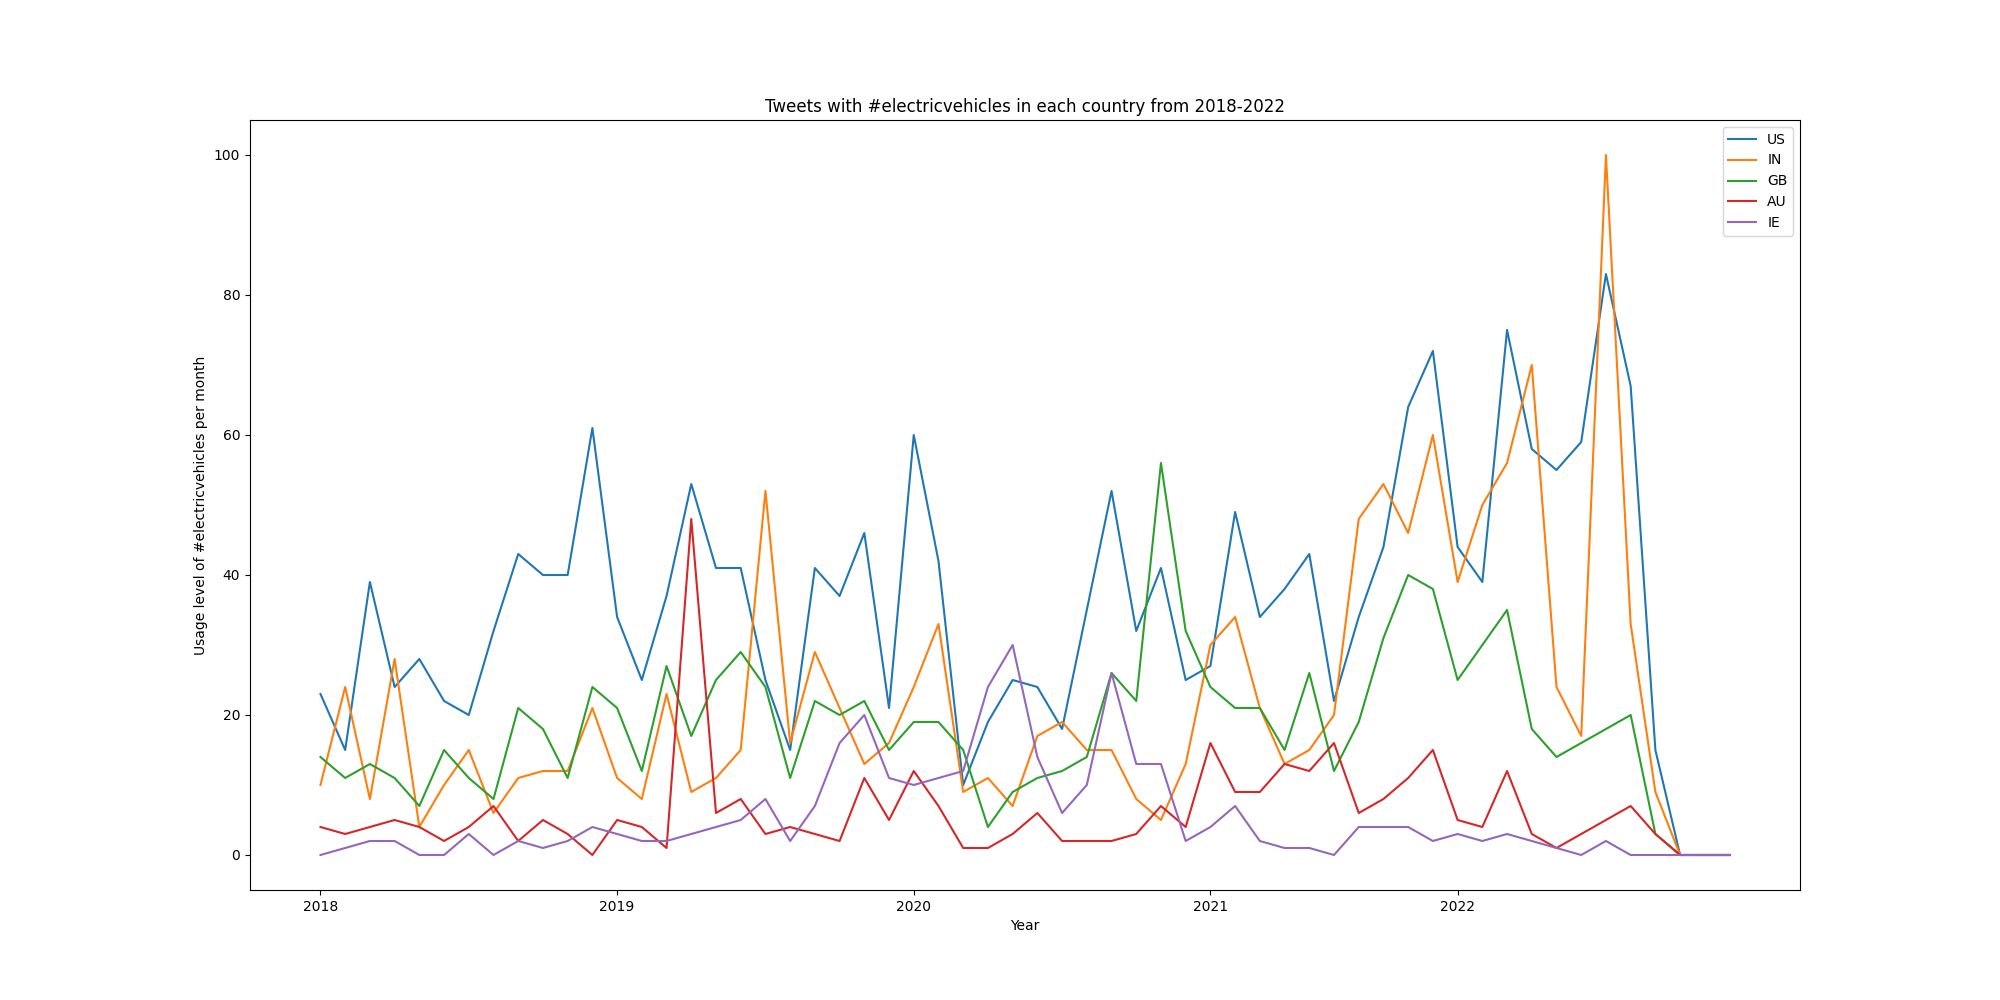 Tweets with #electricvehicles in each country from 2018-2022
US
IN
GB
AU
IE
Usage level of #electricvehicles per month
100
80
60
40
20
0
2018 2019 2020 2021 2022
Year